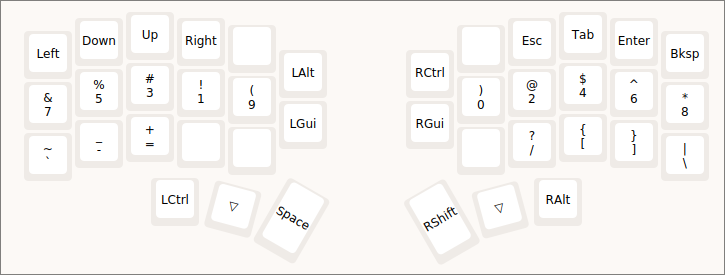 Left Down Up Right Esc Tab Enter Bksp
LAlt RCtrl
& % # ! ( ) @ $ ^ *
7 5 3 1 9 0 2 4 6 8
LGui RGui
~ _ + ? { } |
` - = / [ ] \
LCtrl ▽ Space RShift ▽ RAlt